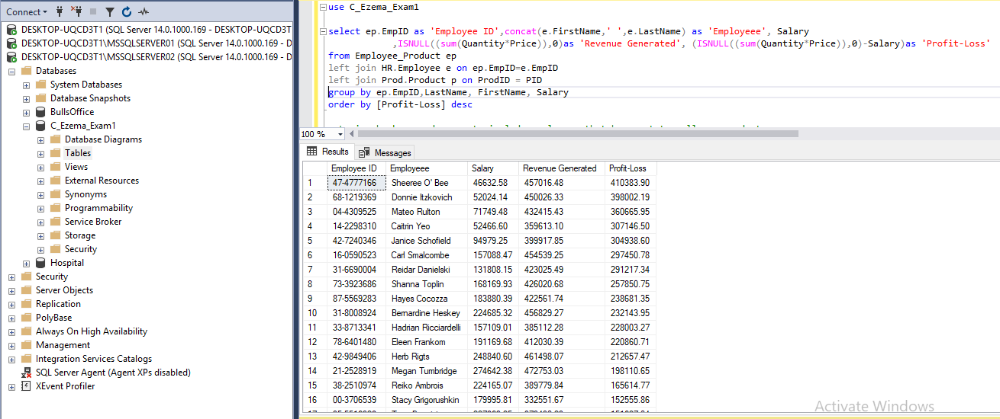 Connect
DESKTOP-UQCD3T1 (SQL Server 14.0.1000.169 - DESKTOP-UQCD3T
DESKTOP-UQCD3T1\MSSQLSERVER01 (SQL Server 14.0.1000.169 - D
DESKTOP-UQCD3T1\MSSQLSERVER02 (SQL Server 14.0.1000.169 - D
Databases
System Databases
Database Snapshots
BullsOffice
C_Ezema_Exam1
Database Diagrams
Tables
Views
External Resources
Synonyms
Programmability
Service Broker
Storage
Security
Hospital
Security
Server Objects
Replication
PolyBase
Always On High Availability
Management
Integration Services Catalogs
SQL Server Agent (Agent XPs disabled)
XEvent Profiler
use C_Ezema_Exam1
select ep.EmpID as 'Employee ID',concat(e.FirstName,' ',e.LastName) as 'Employeee', Salary
,ISNULL((sum(Quantity*Price)),0)as 'Revenue Generated', (ISNULL((sum(Quantity*Price)),0)-Salary)as 'Profit-Loss'
from Employee_Product ep
left join HR.Employee e on ep.EmpID=e.EmpID
left join Prod.Product p on ProdID = PID
group by ep.EmpID,LastName, FirstName, Salary
order by [Profit-Loss] desc
100 %
Results Messages
Employee ID Employeee Salary Revenue Generated Profit-Loss
1 47-4777166 Sheeree O' Bee 46632.58 457016.48 410383.90
2 68-1219369 Donnie Itzkovich 52024.14 450026.33 398002.19
3 04-4309525 Mateo Rulton 71749.48 432415.43 360665.95
4 14-2298310 Caitrin Yeo 52466.60 359613.10 307146.50
5 42-7240346 Janice Schofield 94979.25 399917.85 304938.60
6 16-0590523 Carl Smalcombe 157088.47 454539.25 297450.78
7 31-6690004 Reidar Danielski 131808.15 423025.49 291217.34
8 73-3923686 Shanna Toplin 168169.93 426020.68 257850.75
9 87-5569283 Hayes Cocozza 183880.39 422561.74 238681.35
10 31-8008924 Bernardine Heskey 224685.32 456829.27 232143.95
11 33-8713341 Hadrian Ricciardelli 157109.01 385112.28 228003.27
12 78-6401480 Eileen Frankom 191169.68 412030.39 220860.71
13 42-9849406 Herb Rigts 248840.60 461498.07 212657.47
14 21-2528919 Megan Tumbridge 274642.38 472753.03 198110.65
15 38-2510974 Reiko Ambrois 224165.07 389779.84 165614.77
16 00-3706539 Stacy Grigorushkin 179995.81 332551.67 152555.86
Activate Windows